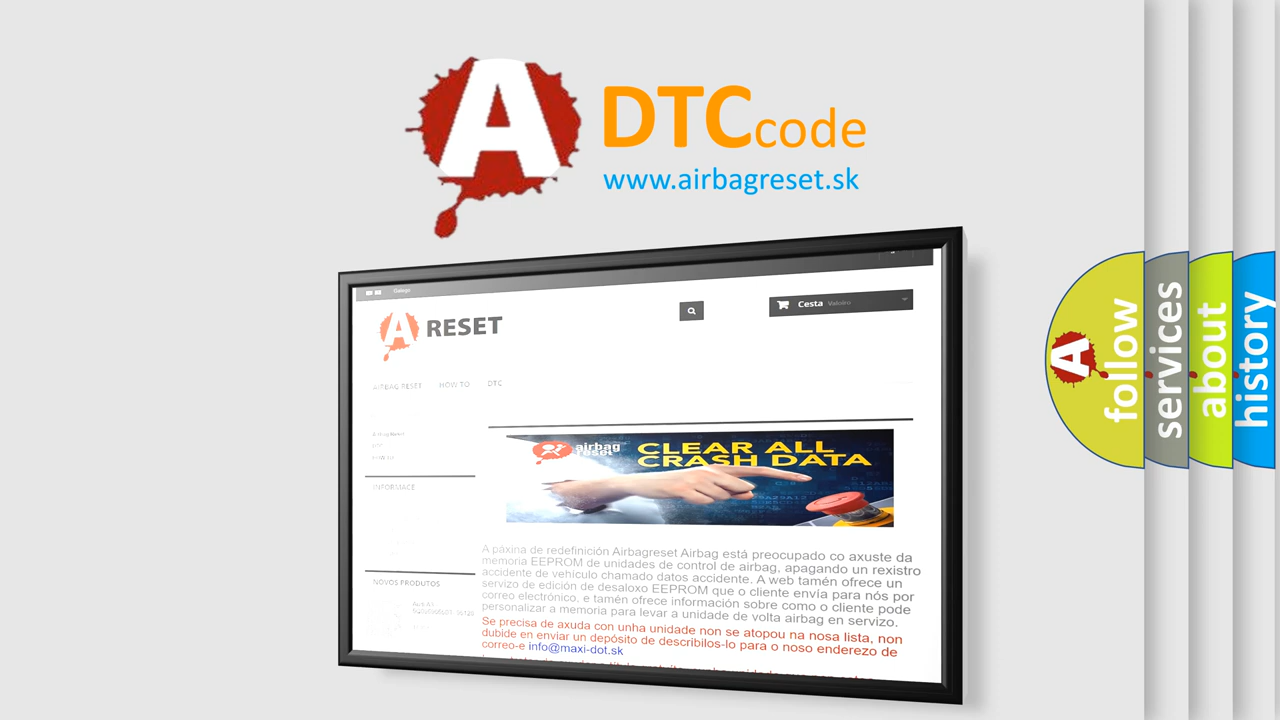 A
DTC code
www.airbagreset.sk
Galego
A RESET
Cesta Valeiro
AIRBAG RESET HOW TO DTC
INFORMACE
airbag
reset
CLEAR ALL
CRASH DATA
NOVOS PRODUTOS
A páxina de redefinición Airbagreset Airbag está preocupado co axuste da
memoria EEPROM de unidades de control de airbag, apagando un rexistro
accidente de vehículo chamado datos accidente. A web tamén ofrece un
servizo de edición de desaloxo EEPROM que o cliente envía para nós por
correo electrónico, e tamén ofrece información sobre como o cliente pode
personalizar a memoria para levar a unidade de volta airbag en servizo.
Se precisa de axuda con unha unidade non se atopou na nosa lista, non
dubide en enviar un depósito de describilos-lo para o noso enderezo de
correo-e info@maxi-dot.sk
A
follow
services
about
history